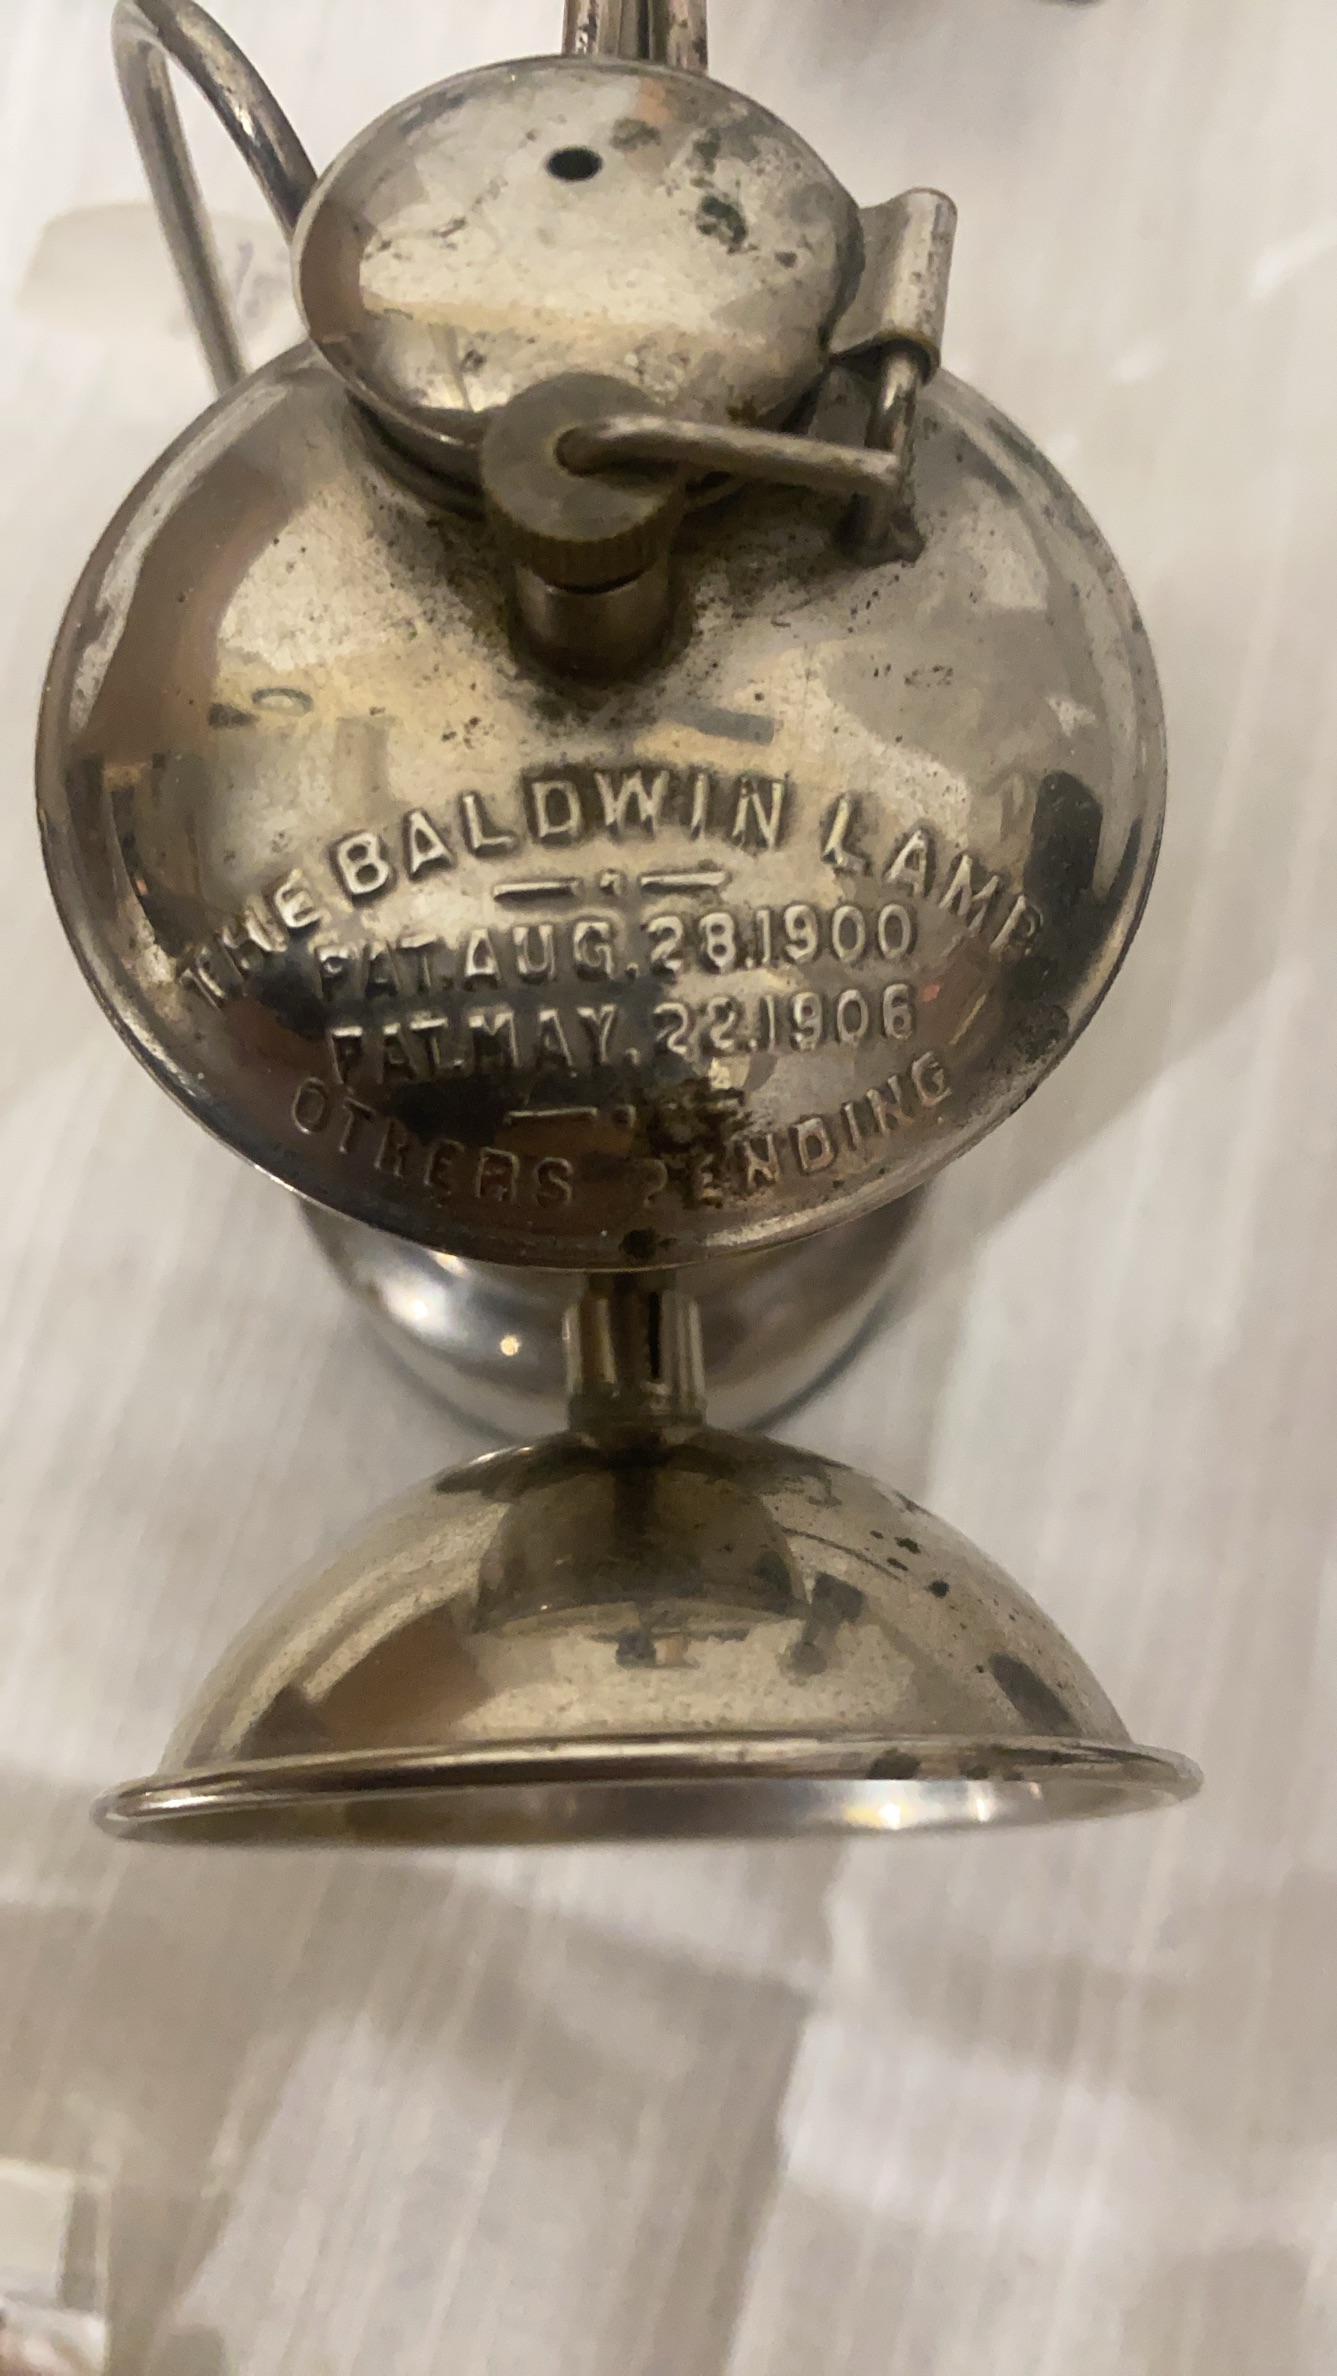 THE BALDWIN LAMP
PAT. AUG. 28. 1900
PAT. MAY. 22. 1906
OTHERS PENDING